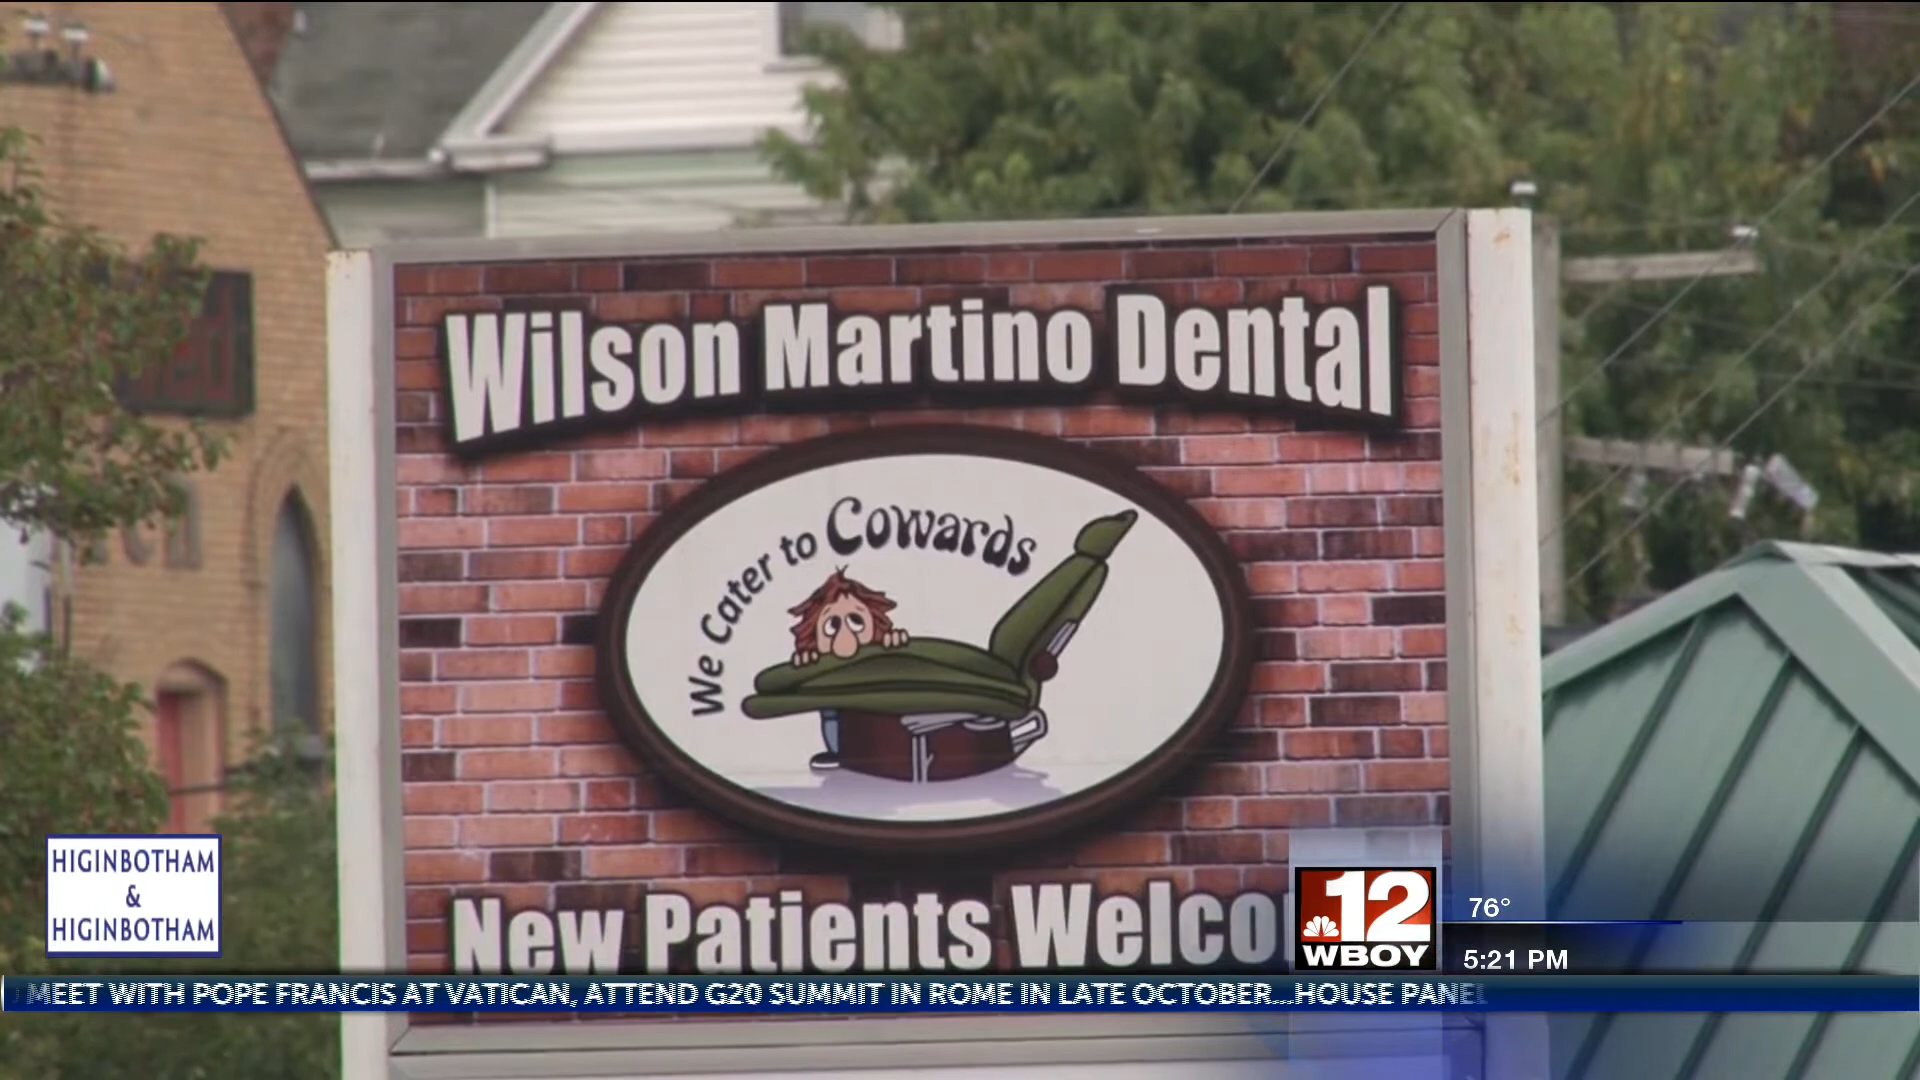 Wilson Martino Dental
We Cater to Cowards
New Patients Welco
HIGINBOTHAM
&
HIGINBOTHAM
12
WBOY
76°
5:21 PM
MEET WITH POPE FRANCIS AT VATICAN, ATTEND G20 SUMMIT IN ROME IN LATE OCTOBER...HOUSE PANEL